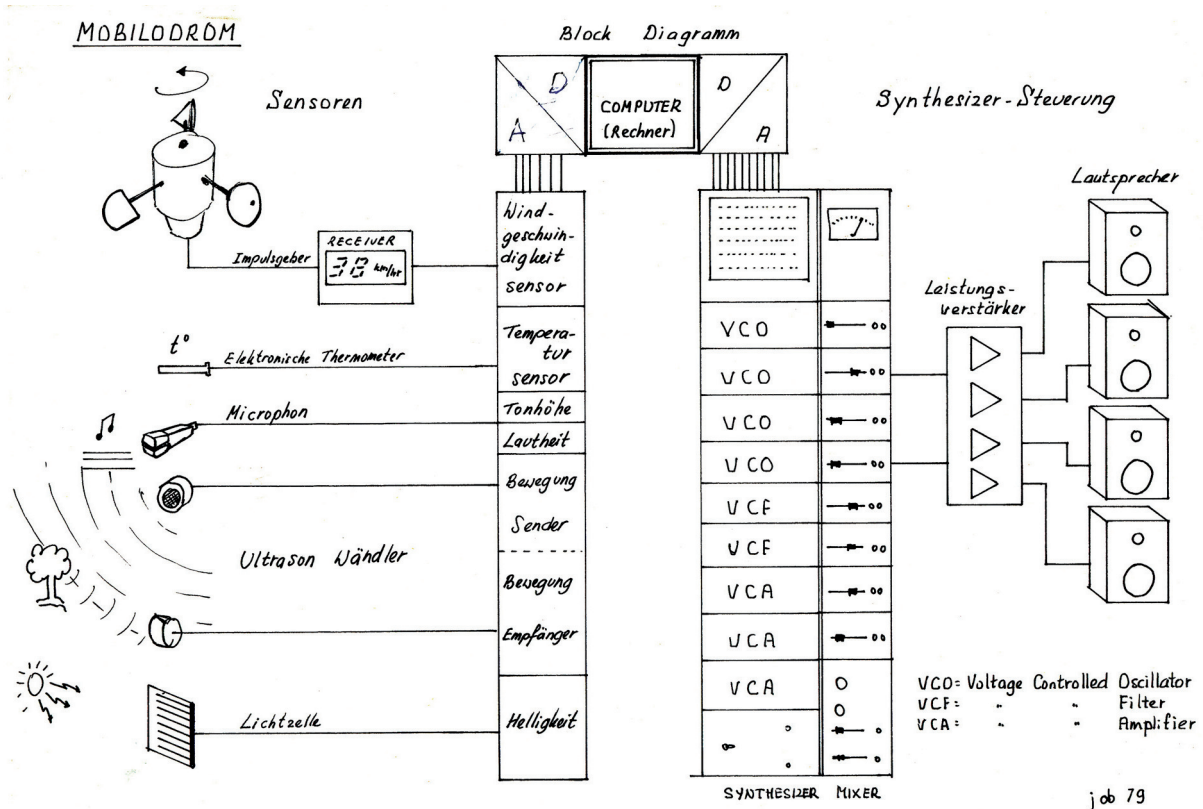 MOBILODROM
Block Diagramm
Sensoren
A D
COMPUTER
(Rechner)
D A
Synthesizer-Steuerung
Impulsgeber
RECEIVER
38 km/hr
Wind-
geschwin-
digkeit
sensor
t°
Elektronische Thermometer
Tempera-
tur
sensor
Microphon
Tonhöhe
Lautheit
Bewegung
Sender
Ultrason Wändler
Bewegung
Empfänger
Lichtzelle
Helligkeit
VCO
VCO
VCO
VCO
VCF
VCF
VCA
VCA
VCA
SYNTHESIZER MIXER
Leistungs-
verstärker
Lautsprecher
VCO= Voltage Controlled Oscillator
VCF= " " Filter
VCA= " " Amplifier
job 79